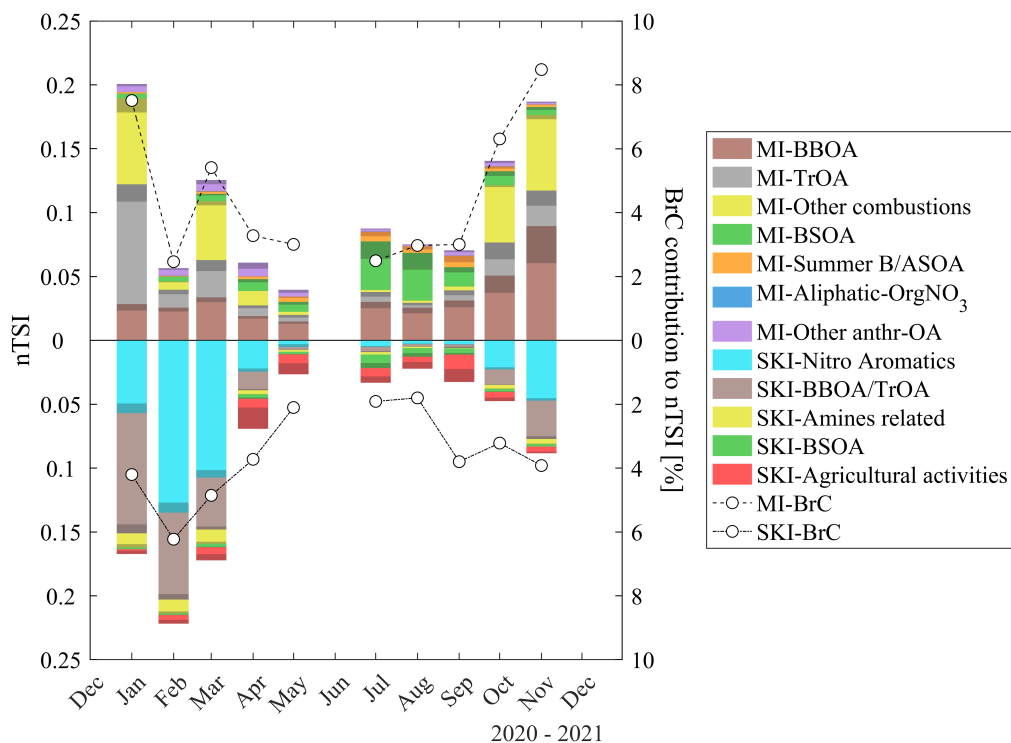 0.25
0.2
0.15
0.1
0.05
0
0.05
0.1
0.15
0.2
0.25
nTSI
10
8
6
4
2
0
2
4
6
8
10
BrC contribution to nTSI [%]
Dec
Jan
Feb
Mar
Apr
May
Jun
Jul
Aug
Sep
Oct
Nov
Dec
2020 - 2021
MI-BBOA
MI-TrOA
MI-Other combustions
MI-BSOA
MI-Summer B/ASOA
MI-Aliphatic-OrgNO3
MI-Other anthr-OA
SKI-Nitro Aromatics
SKI-BBOA/TrOA
SKI-Amines related
SKI-BSOA
SKI-Agricultural activities
MI-BrC
SKI-BrC